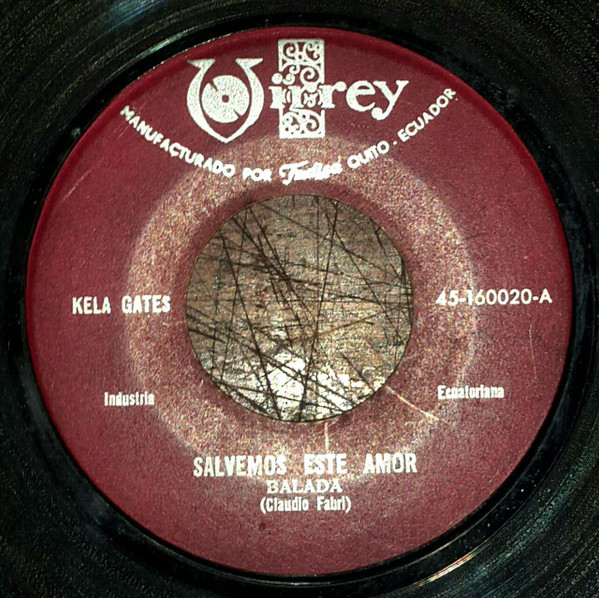 Virrey
MANUFACTURADO POR Fadisa QUITO - ECUADOR
KELA GATES
45-160020-A
Industria
Ecuatoriana
SALVEMOS ESTE AMOR
BALADA
(Claudio Fabri)